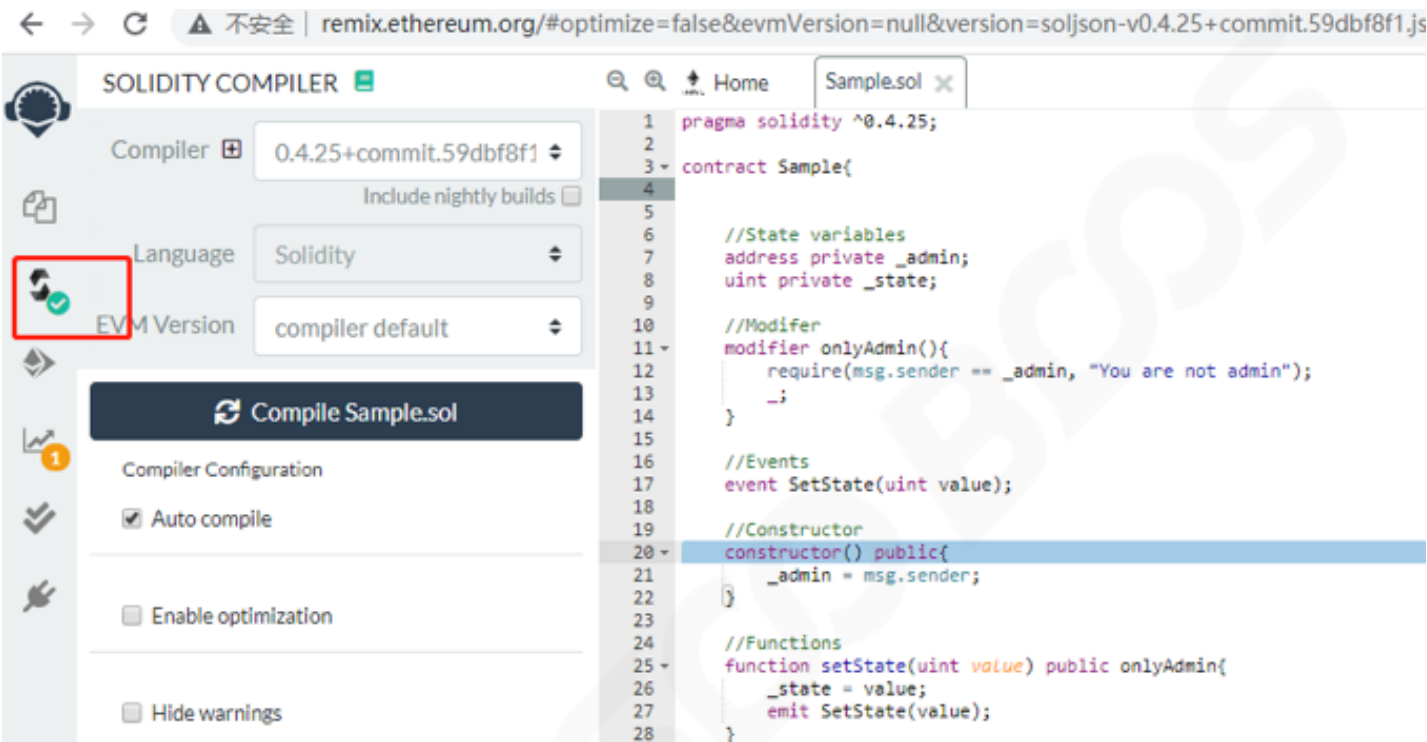 不安全 remix.ethereum.org/#optimize=false&evmVersion=null&version=soljson-v0.4.25+commit.59dbf8f1.js
SOLIDITY COMPILER
Compiler
0.4.25+commit.59dbf8f1
Include nightly builds
Language
Solidity
EVM Version
compiler default
Compile Sample.sol
Compiler Configuration
Auto compile
Enable optimization
Hide warnings
1
Home
Sample.sol
1 pragma solidity ^0.4.25;
2
3 contract Sample{
4
5
6 //State variables
7 address private _admin;
8 uint private _state;
9
10 //Modifer
11 modifier onlyAdmin(){
12 require(msg.sender == _admin, "You are not admin");
13 _;
14 }
15
16 //Events
17 event SetState(uint value);
18
19 //Constructor
20 constructor() public{
21 _admin = msg.sender;
22 }
23
24 //Functions
25 function setState(uint value) public onlyAdmin{
26 _state = value;
27 emit SetState(value);
28 }